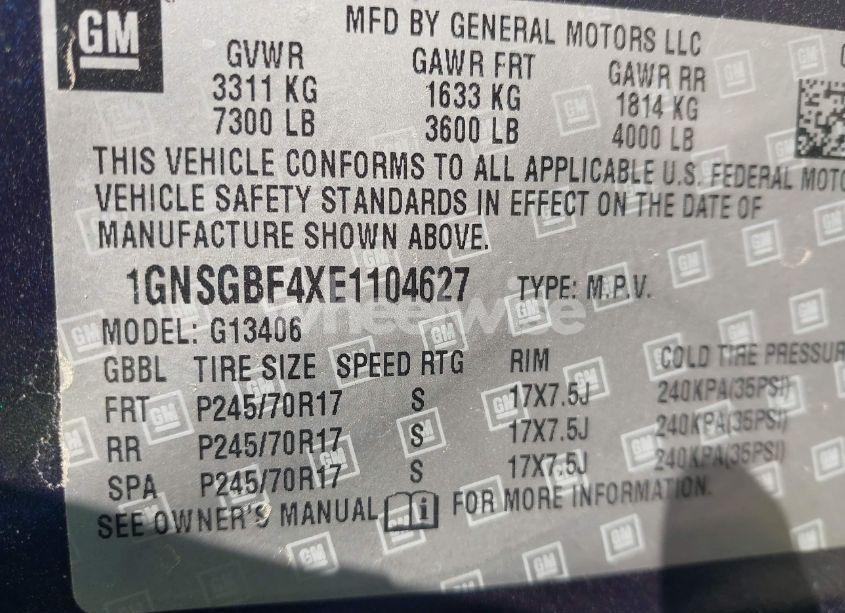 GM
MFD BY GENERAL MOTORS LLC
GVWR GAWR FRT GAWR RR
3311 KG 1633 KG 1814 KG
7300 LB 3600 LB 4000 LB
THIS VEHICLE CONFORMS TO ALL APPLICABLE U.S. FEDERAL MOTO
VEHICLE SAFETY STANDARDS IN EFFECT ON THE DATE OF
MANUFACTURE SHOWN ABOVE.
1GNSGBF4XE1104627 TYPE: M.P.V.
MODEL: G13406
GBBL TIRE SIZE SPEED RTG RIM COLD TIRE PRESSUR
FRT P245/70R17 S 17X7.5J 240KPA(35PSI)
RR P245/70R17 S 17X7.5J 240KPA(35PSI)
SPA P245/70R17 S 17X7.5J 240KPA(35PSI)
SEE OWNER'S MANUAL FOR MORE INFORMATION.